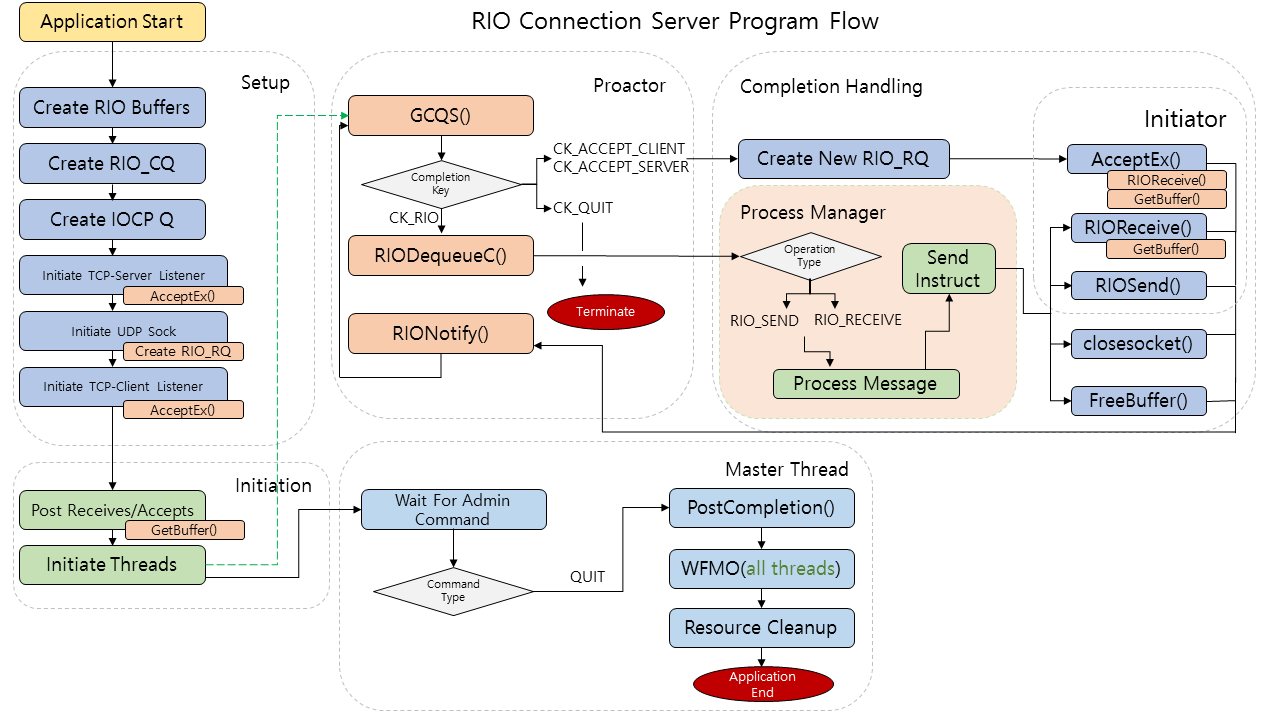 RIO Connection Server Program Flow
Application Start
Setup
Create RIO Buffers
Create RIO_CQ
Create IOCP Q
Initiate TCP-Server Listener
AcceptEx()
Initiate UDP Sock
Create RIO_RQ
Initiate TCP-Client Listener
AcceptEx()
Initiation
Post Receives/Accepts
GetBuffer()
Initiate Threads
Proactor
GCQS()
Completion
Key
CK_ACCEPT_CLIENT
CK_ACCEPT_SERVER
CK_QUIT
CK_RIO
RIODequeueC()
Terminate
RIONotify()
Completion Handling
Create New RIO_RQ
Process Manager
Operation
Type
RIO_SEND
RIO_RECEIVE
Send
Instruct
Process Message
Initiator
AcceptEx()
RIOReceive()
GetBuffer()
RIOReceive()
GetBuffer()
RIOSend()
closesocket()
FreeBuffer()
Master Thread
Wait For Admin
Command
Command
Type
QUIT
PostCompletion()
WFMO(all threads)
Resource Cleanup
Application
End